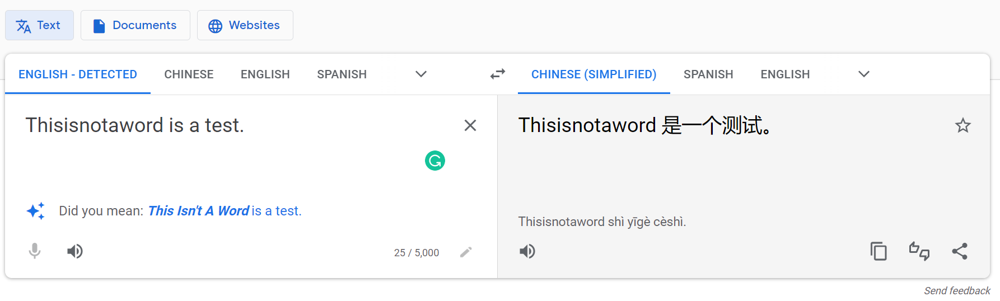 Text Documents Websites
ENGLISH - DETECTED CHINESE ENGLISH SPANISH CHINESE (SIMPLIFIED) SPANISH ENGLISH
Thisisnotaword is a test.
Thisisnotaword 是一个测试。
Did you mean: This Isn't A Word is a test.
Thisisnotaword shì yīgè cèshì.
25 / 5,000
Send feedback